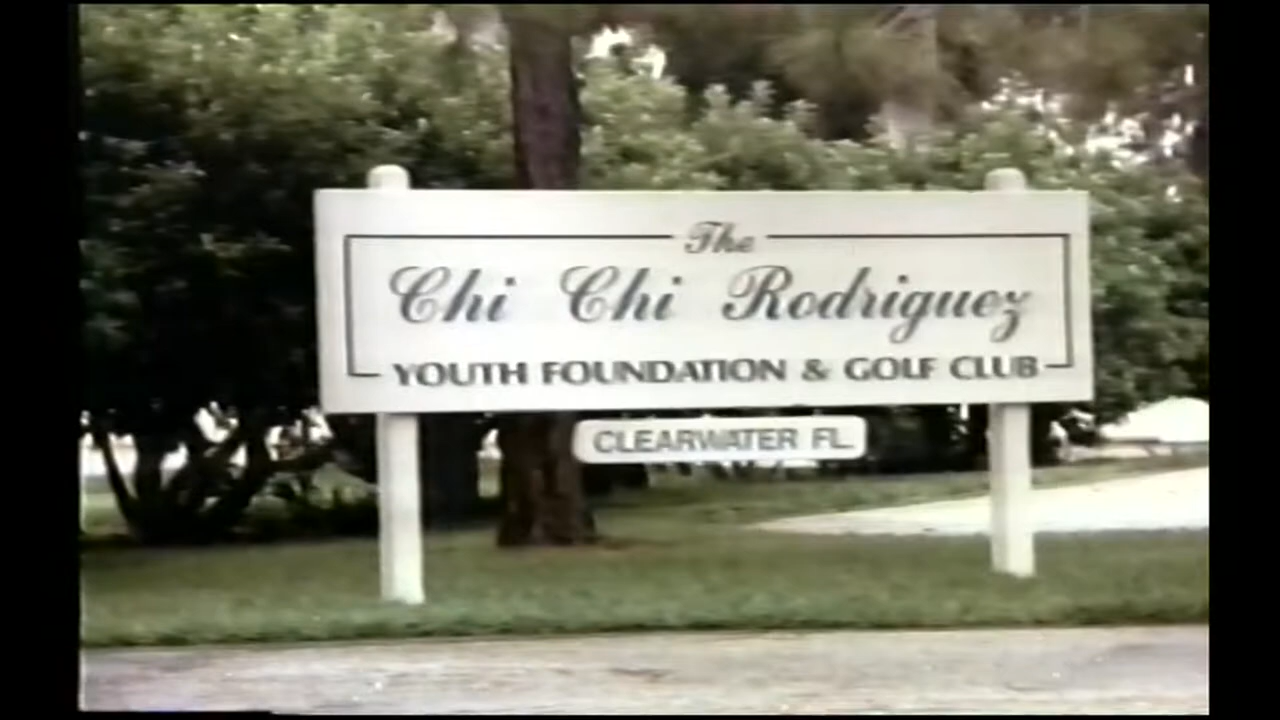 The
Chi Chi Rodriguez
YOUTH FOUNDATION & GOLF CLUB
CLEARWATER FL.